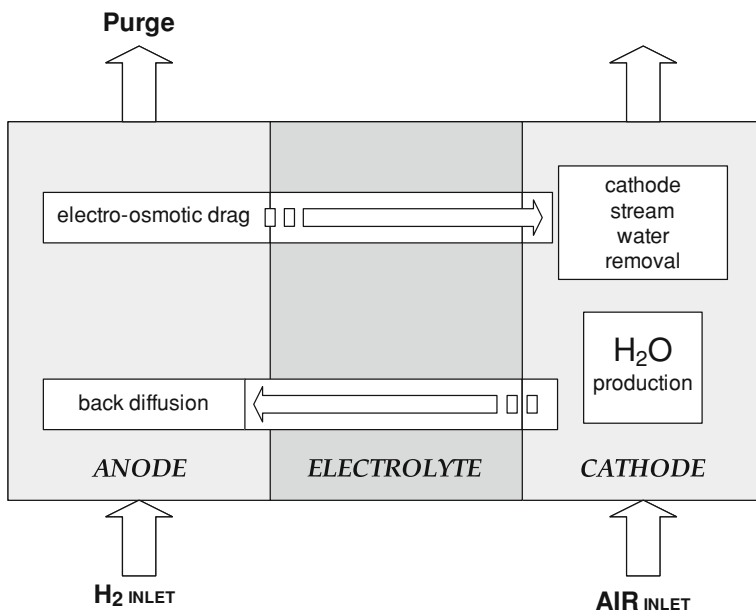 Purge
electro-osmotic drag
cathode
stream
water
removal
H₂O
production
back diffusion
ANODE
ELECTROLYTE
CATHODE
H₂ INLET
AIR INLET